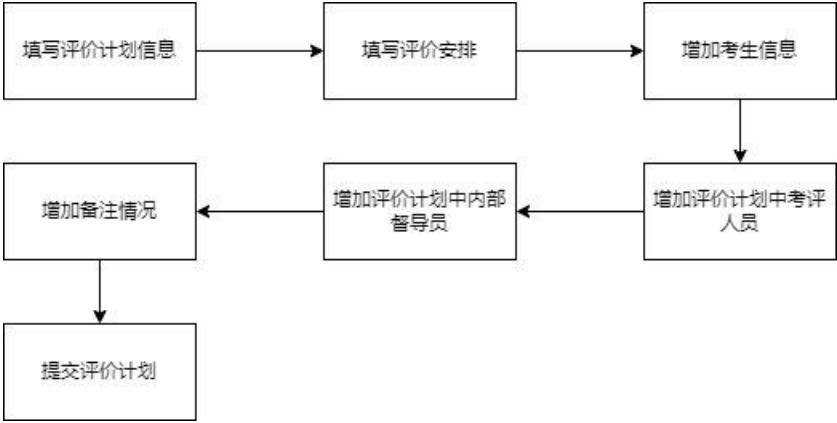 填写评价计划信息
填写评价安排
增加考生信息
增加评价计划中考评
人员
增加评价计划中内部
督导员
增加备注情况
提交评价计划